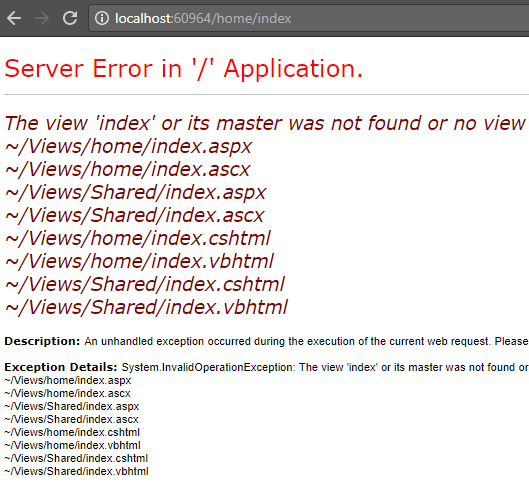 localhost:60964/home/index
Server Error in '/' Application.
The view 'index' or its master was not found or no view
~/Views/home/index.aspx
~/Views/home/index.ascx
~/Views/Shared/index.aspx
~/Views/Shared/index.ascx
~/Views/home/index.cshtml
~/Views/home/index.vbhtml
~/Views/Shared/index.cshtml
~/Views/Shared/index.vbhtml
Description: An unhandled exception occurred during the execution of the current web request. Please
Exception Details: System.InvalidOperationException: The view 'index' or its master was not found or
~/Views/home/index.aspx
~/Views/home/index.ascx
~/Views/Shared/index.aspx
~/Views/Shared/index.ascx
~/Views/home/index.cshtml
~/Views/home/index.vbhtml
~/Views/Shared/index.cshtml
~/Views/Shared/index.vbhtml